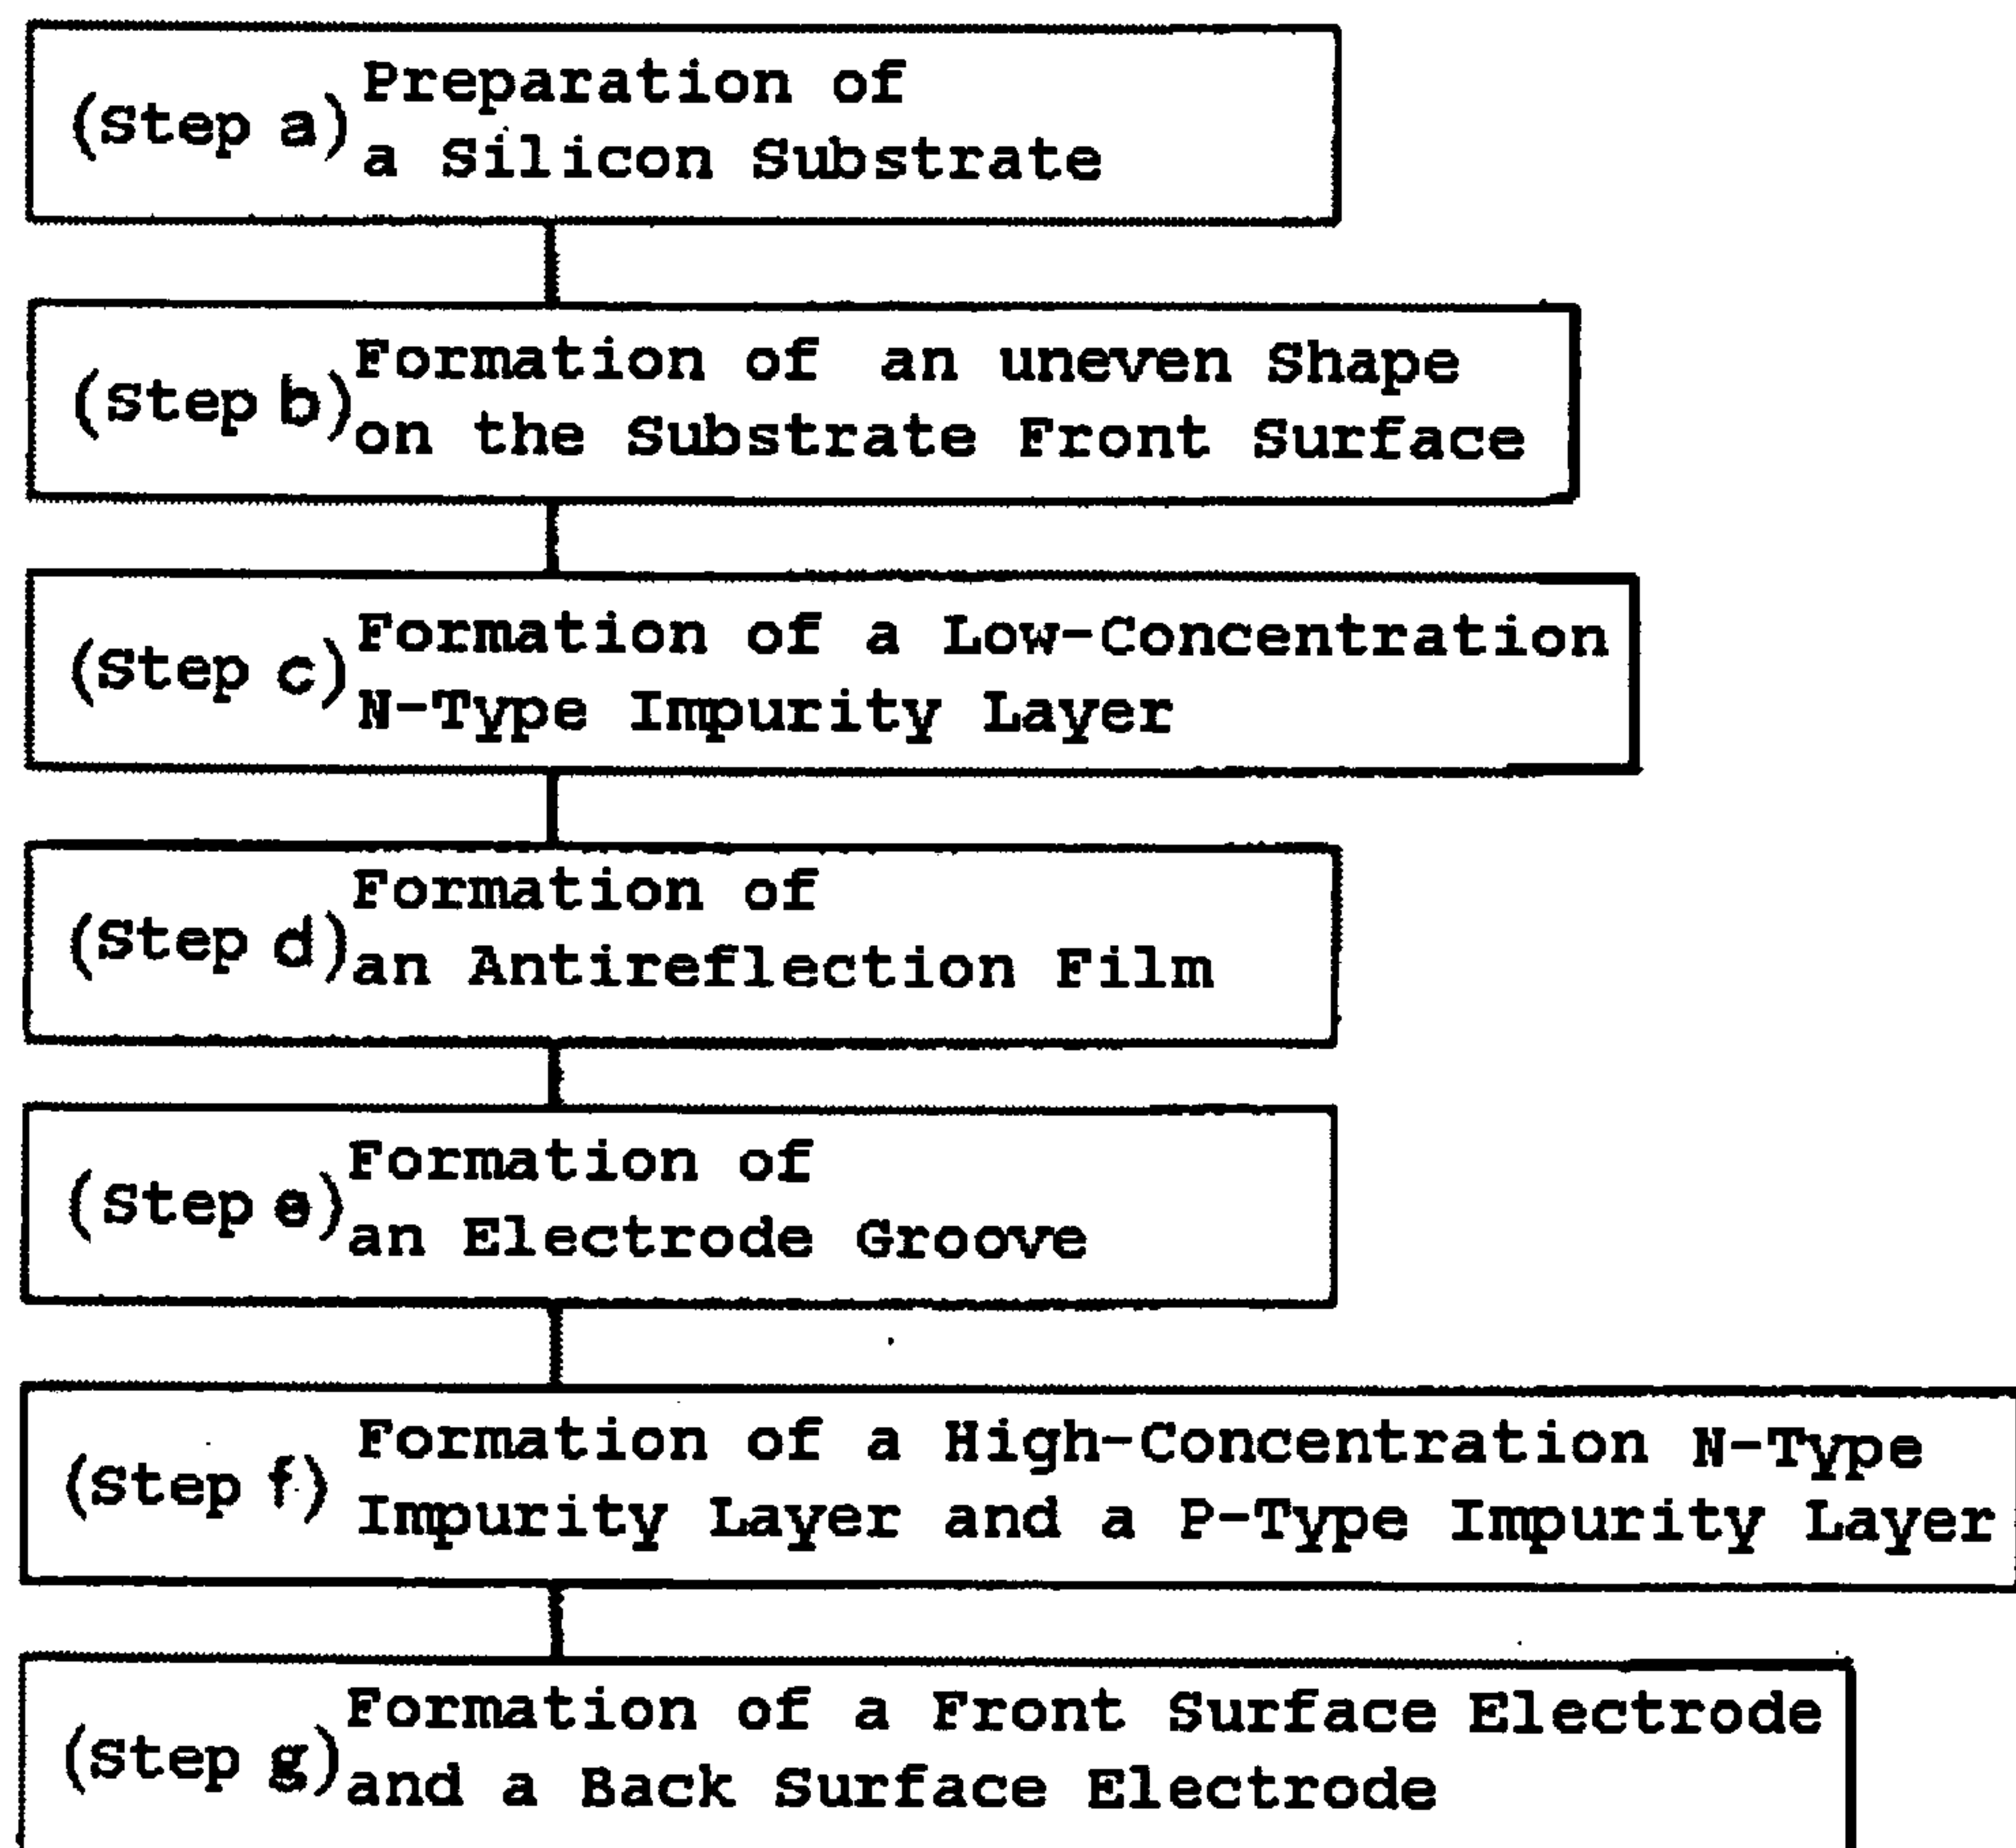 (Step a) Preparation of
a Silicon Substrate
(Step b) Formation of an uneven Shape
on the Substrate Front Surface
(Step c) Formation of a Low-Concentration
N-Type Impurity Layer
(Step d) Formation of
an Antireflection Film
(Step e) Formation of
an Electrode Groove
(Step f) Formation of a High-Concentration N-Type
Impurity Layer and a P-Type Impurity Layer
(Step g) Formation of a Front Surface Electrode
and a Back Surface Electrode